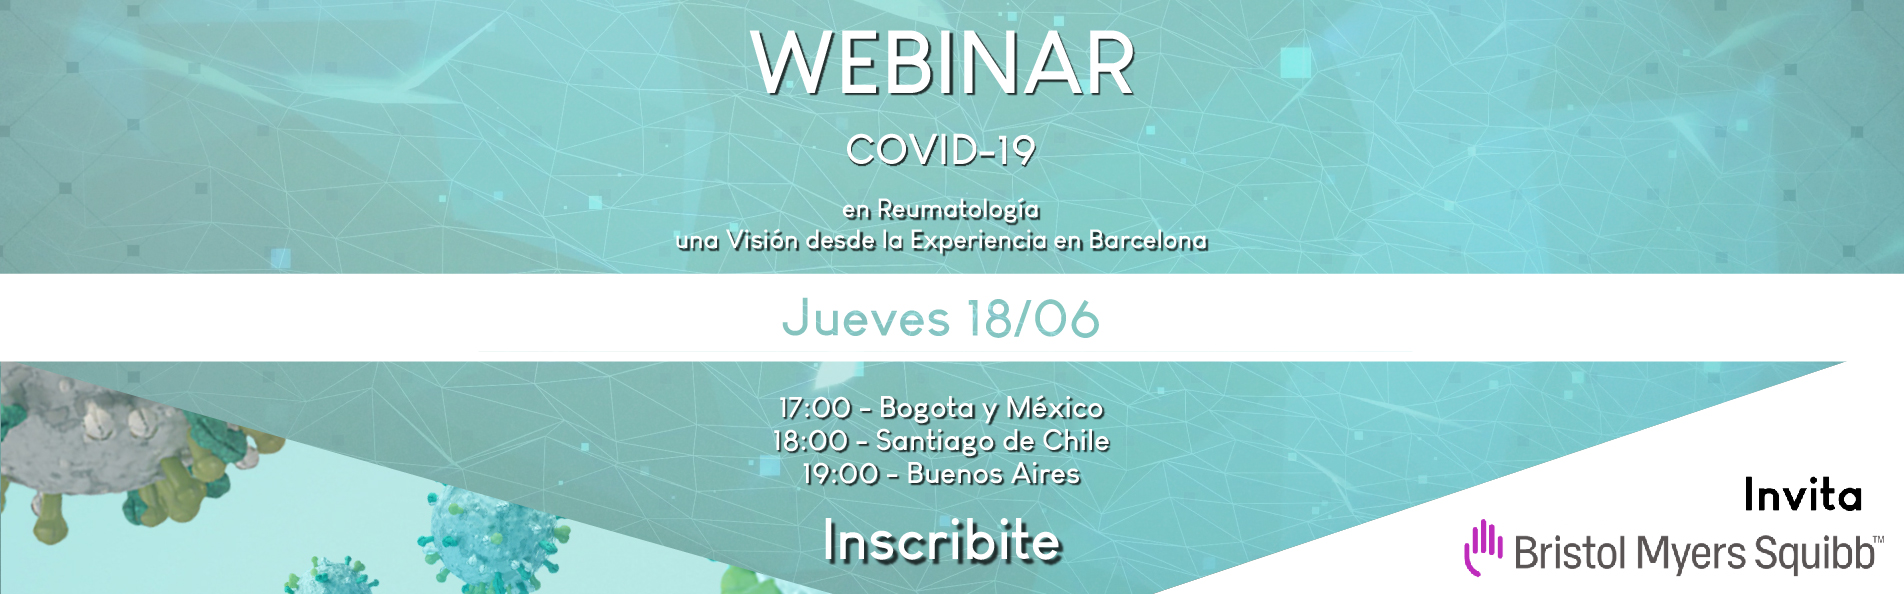 WEBINAR
COVID-19
en Reumatología
una Visión desde la Experiencia en Barcelona
Jueves 18/06
17:00 - Bogota y México
18:00 - Santiago de Chile
19:00 - Buenos Aires
Inscribite
Invita
Bristol Myers Squibb™